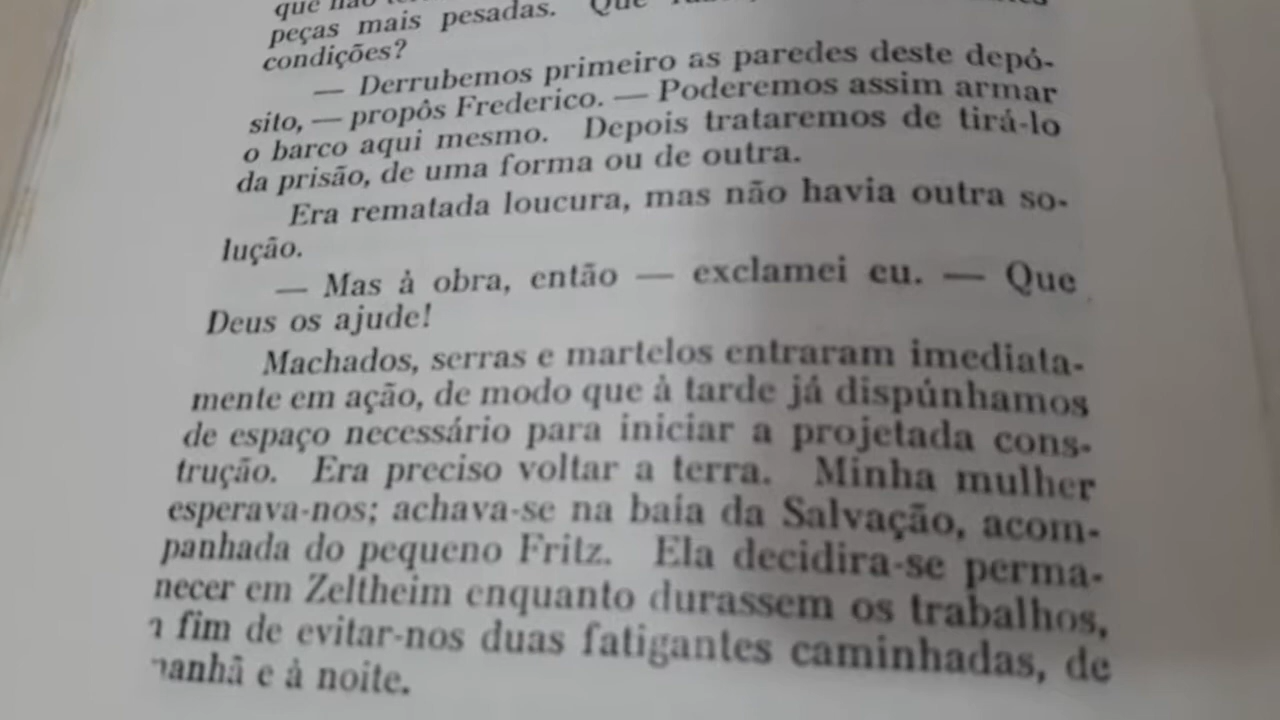 que não
peças mais pesadas. Que
condições?
— Derrubemos primeiro as paredes deste depó-
sito, — propôs Frederico. — Poderemos assim armar
o barco aqui mesmo. Depois trataremos de tirá-lo
da prisão, de uma forma ou de outra.
Era rematada loucura, mas não havia outra so-
lução.
— Mas à obra, então — exclamei eu. — Que
Deus os ajude!
Machados, serras e martelos entraram imediata-
mente em ação, de modo que à tarde já dispúnhamos
de espaço necessário para iniciar a projetada cons-
trução. Era preciso voltar a terra. Minha mulher
esperava-nos; achava-se na baía da Salvação, acom-
panhada do pequeno Fritz. Ela decidira-se perma-
necer em Zeltheim enquanto durassem os trabalhos,
a fim de evitar-nos duas fatigantes caminhadas, de
manhã e à noite.